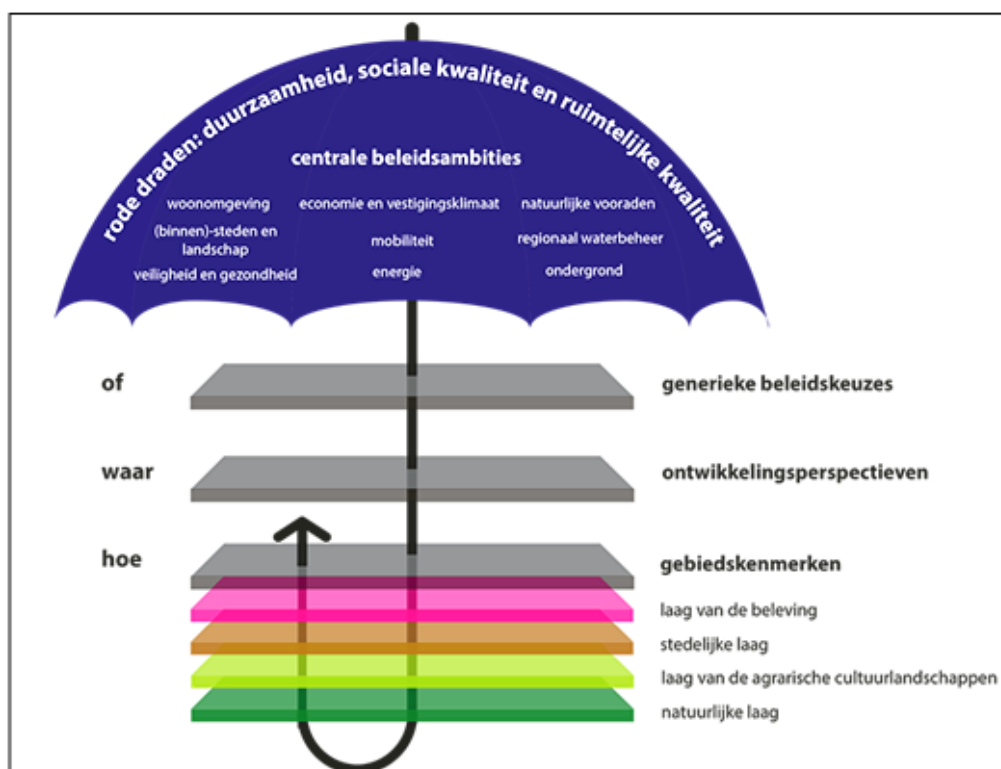 rode draden: duurzaamheid, sociale kwaliteit en ruimtelijke kwaliteit
centrale beleidsambities
woonomgeving
(binnen)-steden en
landschap
veiligheid en gezondheid
economie en vestigingsklimaat
mobiliteit
energie
natuurlijke vooraden
regionaal waterbeheer
ondergrond
of
generieke beleidskeuzes
waar
ontwikkelingsperspectieven
hoe
gebiedskenmerken
laag van de beleving
stedelijke laag
laag van de agrarische cultuurlandschappen
natuurlijke laag